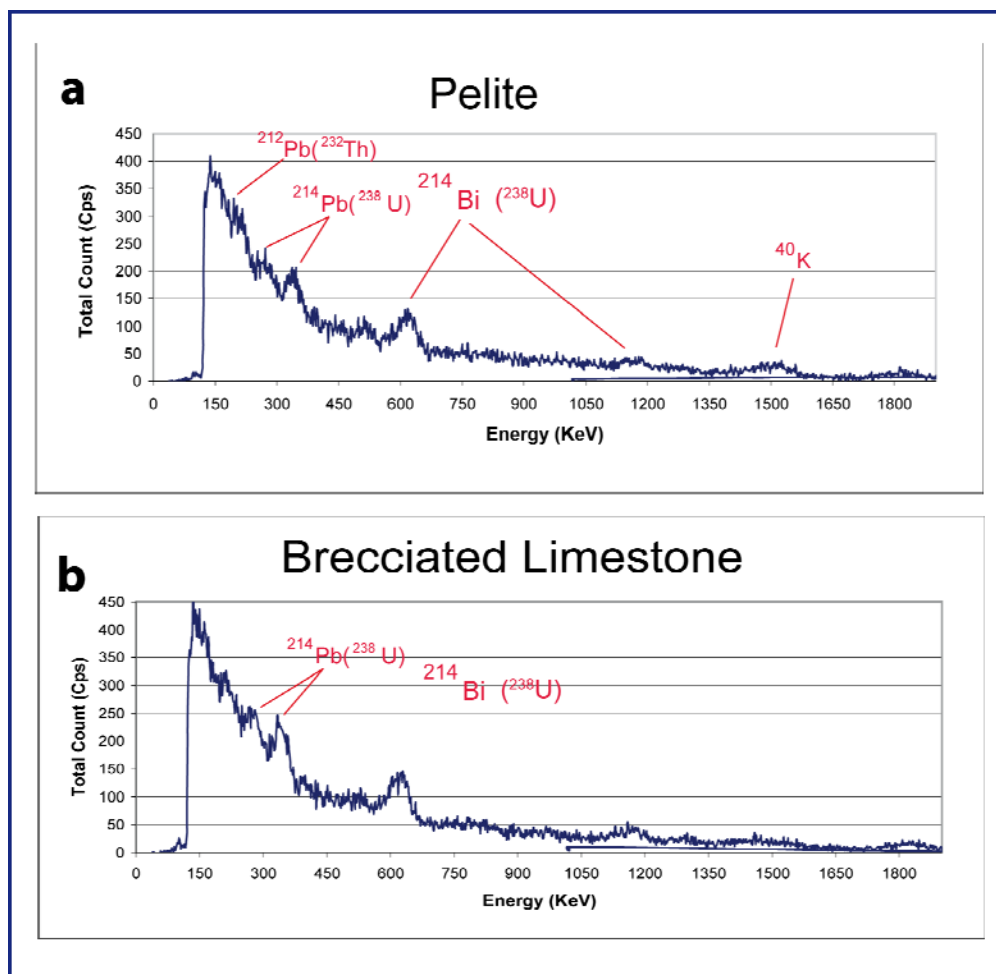 a
Pelite
450
400
350
300
250
200
150
100
50
0
Total Count (Cps)
²¹²Pb(²³²Th)
²¹⁴Pb(²³⁸U)
²¹⁴Bi (²³⁸U)
⁴⁰K
0 150 300 450 600 750 900 1050 1200 1350 1500 1650 1800
Energy (KeV)
b
Brecciated Limestone
450
400
350
300
250
200
150
100
50
0
Total Count (Cps)
²¹⁴Pb(²³⁸U)
²¹⁴Bi (²³⁸U)
0 150 300 450 600 750 900 1050 1200 1350 1500 1650 1800
Energy (KeV)